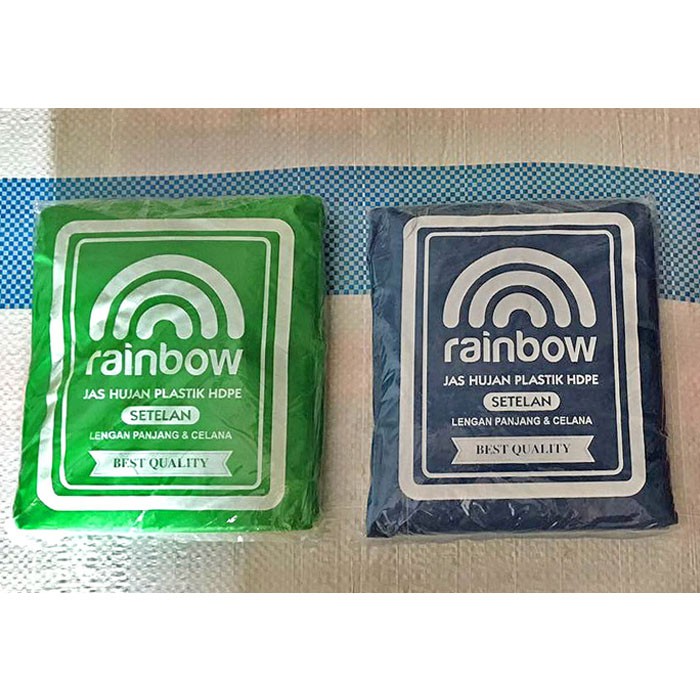 rainbow
JAS HUJAN PLASTIK HDPE
SETELAN
LENGAN PANJANG & CELANA
BEST QUALITY
rainbow
JAS HUJAN PLASTIK HDPE
SETELAN
LENGAN PANJANG & CELANA
BEST QUALITY